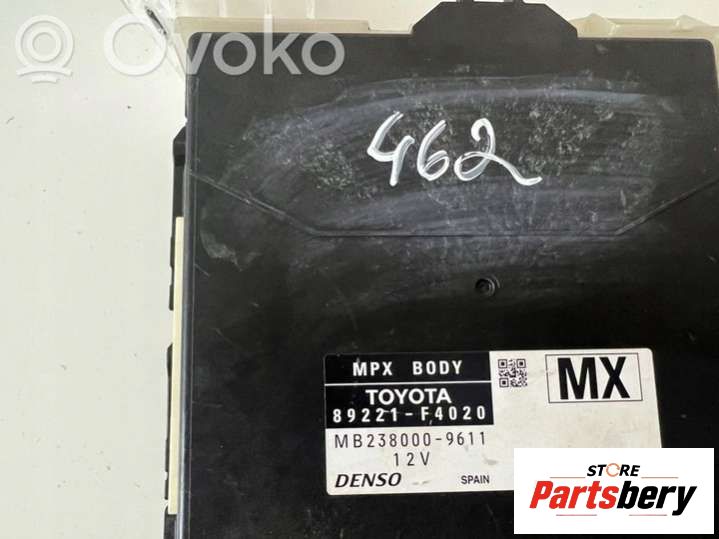 Ovoko
462
MPX BODY
TOYOTA
89221-F4020
MX
MB238000-9611
12V
DENSO
SPAIN
STORE
Partsbery